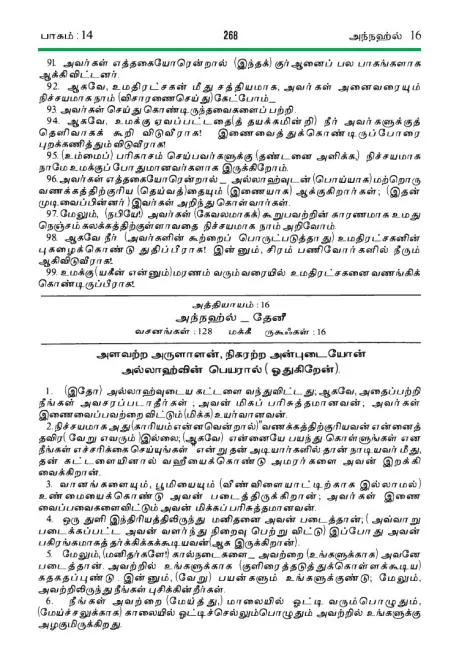 பாகம் : 14 268 அந்நஹ்ல் 16
91. அவர்கள் எத்தகையோரென்றால் (இந்தக்) குர்ஆனைப் பல பாகங்களாக
ஆக்கிவிட்டனர்.
92. ஆகவே, உமதிரட்சகன் மீது சத்தியமாக, அவர்கள் அனைவரையும்
நிச்சயமாக நாம் (விசாரணைசெய்து) கேட்போம்_
93. அவர்கள் செய்து கொண்டிருந்தவைகளைப் பற்றி.
94. ஆகவே, உமக்கு ஏவப்பட்டதை(த் தயக்கமின்றி) நீர் அவர்களுக்குத்
தெளிவாகக் கூறி விடுவீராக! இணைவைத்துக்கொண்டிருப்போரை
புறக்கணித்தும்விடுவீராக!
95. (உம்மைப்) பரிகாசம் செய்பவர்களுக்கு (தண்டனை அளிக்க,) நிச்சயமாக
நாமே உமக்குப்போதுமானவர்களாக இருக்கிறோம்.
96. அவர்கள் எத்தகையோரென்றால் _ அல்லாஹ்வுடன் (பொய்யாக) மற்றொரு
வணக்கத்திற்குரிய (தெய்வத்)தையும் (இணையாக) ஆக்குகிறார்கள்; (இதன்
முடிவைப்பின்னர்) இவர்கள் அறிந்து கொள்வார்கள்.
97. மேலும், (நபியே!) அவர்கள் (கேவலமாகக்) கூறுபவற்றின் காரணமாக உமது
நெஞ்சம் கலக்கத்திற்குள்ளாவதை நிச்சயமாக நாம் அறிவோம்.
98. ஆகவே நீர் (அவர்களின் கூற்றைப் பொருட்படுத்தாது) உமதிரட்சகனின்
புகழைக்கொண்டு துதிப்பீராக! இன்னும், சிரம் பணிவோர்களில் நீரும்
ஆகிவிடுவீராக!
99. உமக்கு (யகீன் என்னும்) மரணம் வரும்வரையில் உமதிரட்சகனை வணங்கிக்
கொண்டிருப்பீராக!
அத்தியாயம் : 16
அந்நஹ்ல் _ தேனீ
வசனங்கள் : 128 மக்கீ ருகூஃகள் : 16
அளவற்ற அருளாளன், நிகரற்ற அன்புடையோன்
அல்லாஹ்வின் பெயரால் ( ஓதுகிறேன்).
1. (இதோ) அல்லாஹ்வுடைய கட்டளை வந்துவிட்டது; ஆகவே, அதைப்பற்றி
நீங்கள் அவசரப்படாதீர்கள் ; அவன் மிகப் பரிசுத்தமானவன்; அவர்கள்
இணைவைப்பவற்றை விட்டும் (மிக்க) உயர்வானவன்.
2. நிச்சயமாக அது (காரியம் என்னவென்றால்) "வணக்கத்திற்குரியவன் என்னைத்
தவிர (வேறு எவரும்) இல்லை; (ஆகவே) என்னையே பயந்து கொள்ளுங்கள் என
நீங்கள் எச்சரிக்கை செய்யுங்கள்" என்று தன் அடியார்களில் தான் நாடியவர் மீது,
தன் கட்டளையினால் வஹீயைக்கொண்டு அமரர்களை அவன் இறக்கி
வைக்கிறான்.
3. வானங்களையும், பூமியையும் (வீண்விளையாட்டிற்காக இல்லாமல்)
உண்மையைக்கொண்டு அவன் படைத்திருக்கிறான்; அவர்கள் இணை
வைப்பவைகளைவிட்டும் அவன் மிக்கப் பரிசுத்தமானவன்.
4. ஒரு துளி இந்திரியத்திலிருந்து மனிதனை அவன் படைத்தான்; ( அவ்வாறு
படைக்கப்பட்ட அவன் வளர்ந்து நிறைவு பெற்று விட்டு) இப்போது அவன்
பகிரங்கமாகத் தர்க்கிக்கக்கூடியவன் (ஆக இருக்கிறான்).
5. மேலும், (மனிதர்களே!) கால்நடைகளை _ அவற்றை (உங்களுக்காக) அவனே
படைத்தான். அவற்றில் உங்களுக்காக (குளிரைத்தடுத்துக்கொள்ளக்கூடிய)
கதகதப்புண்டு. இன்னும், (வேறு) பயன்களும் உங்களுக்குண்டு; மேலும்,
அவற்றிலிருந்து நீங்கள் புசிக்கின்றீர்கள்.
6. நீங்கள் அவற்றை (மேய்த்து,) மாலையில் ஓட்டி வரும்பொழுதும்,
(மேய்ச்சலுக்காக) காலையில் ஓட்டிச்செல்லும்பொழுதும் அவற்றில் உங்களுக்கு
அழகுமிருக்கிறது.